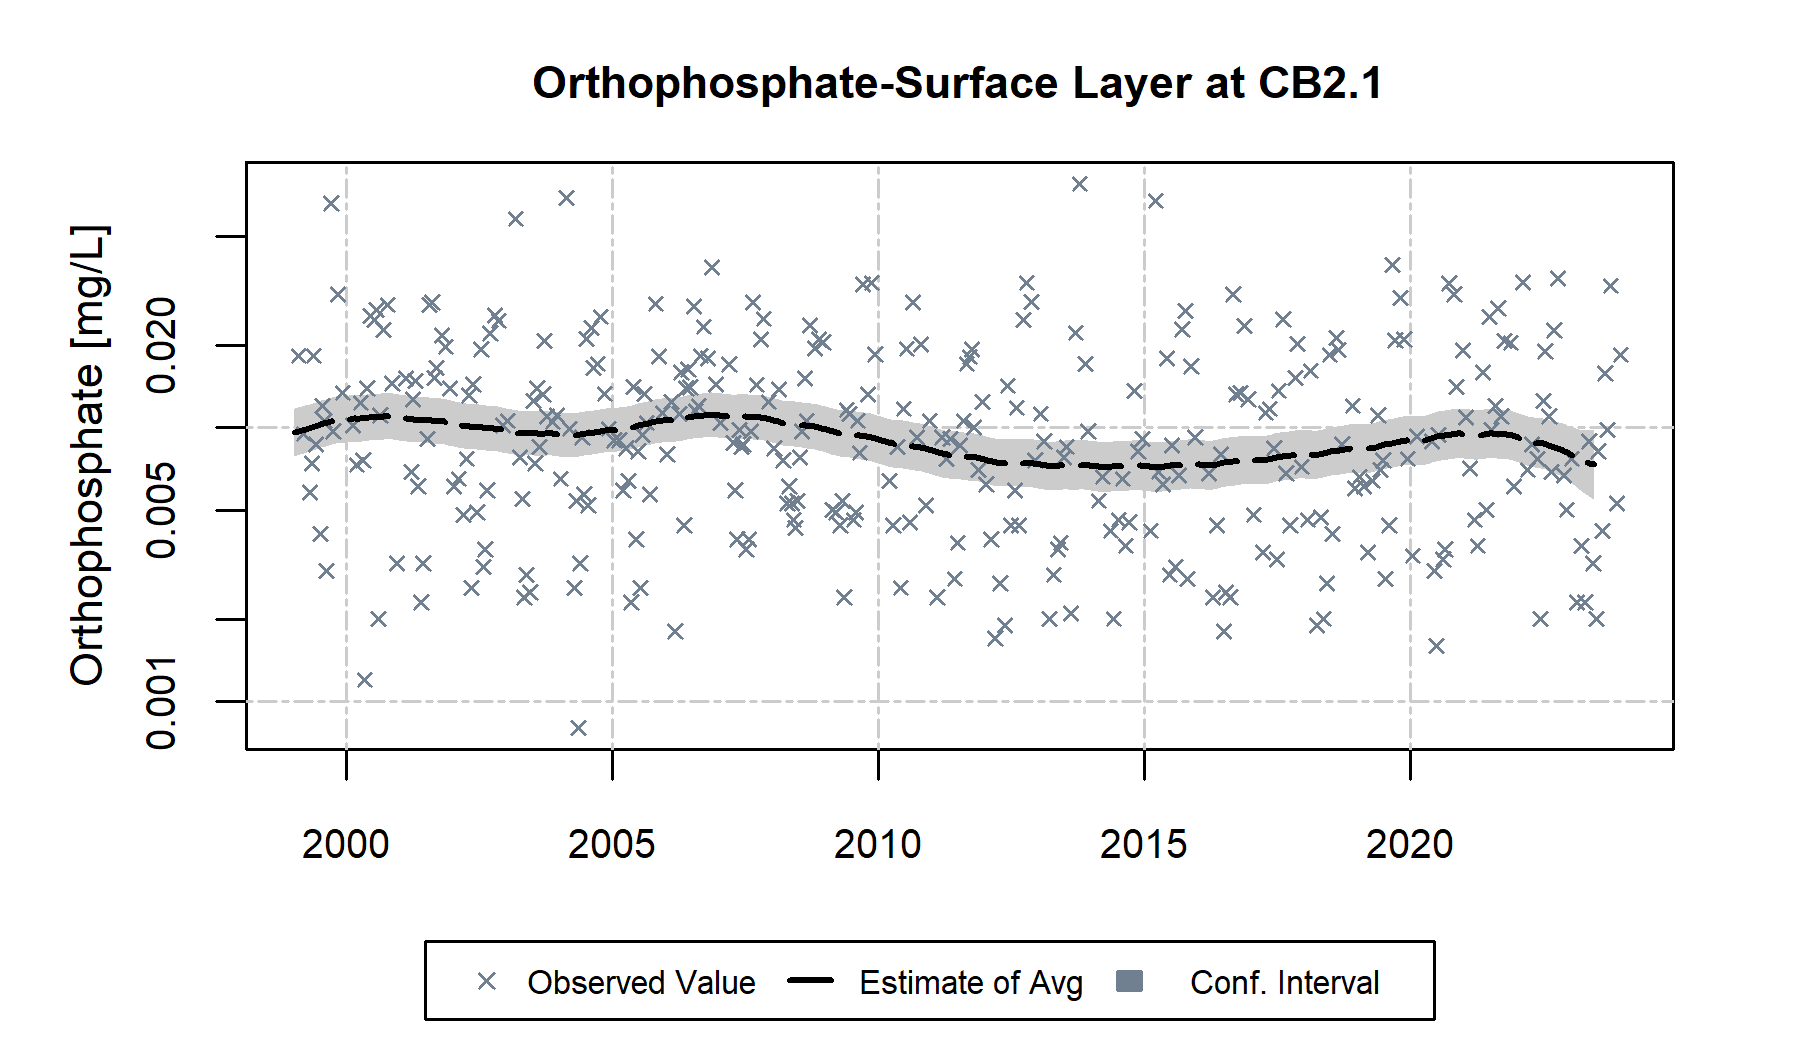 Orthophosphate-Surface Layer at CB2.1
Orthophosphate [mg/L]
0.020
0.005
0.001
2000 2005 2010 2015 2020
Observed Value Estimate of Avg Conf. Interval